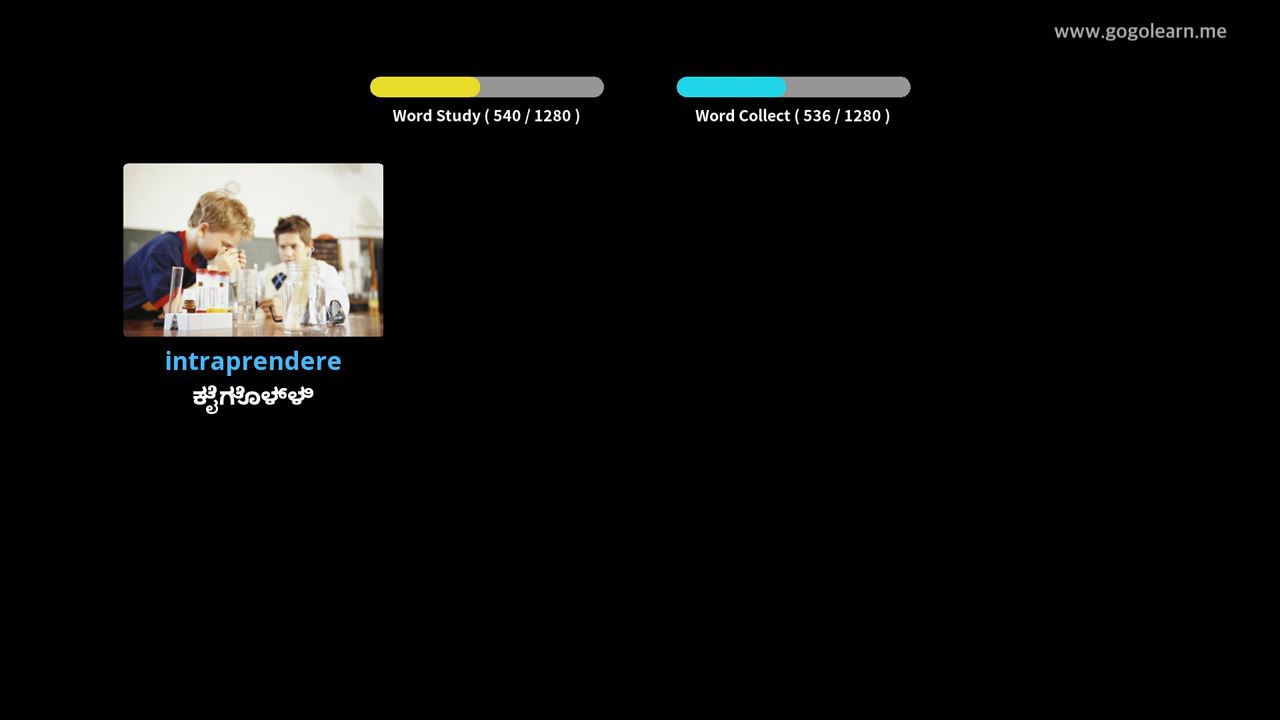 www.gogolearn.me
Word Study ( 540 / 1280 )
Word Collect ( 536 / 1280 )
intraprendere
ಕೈಗೊಳ್ಳಿ